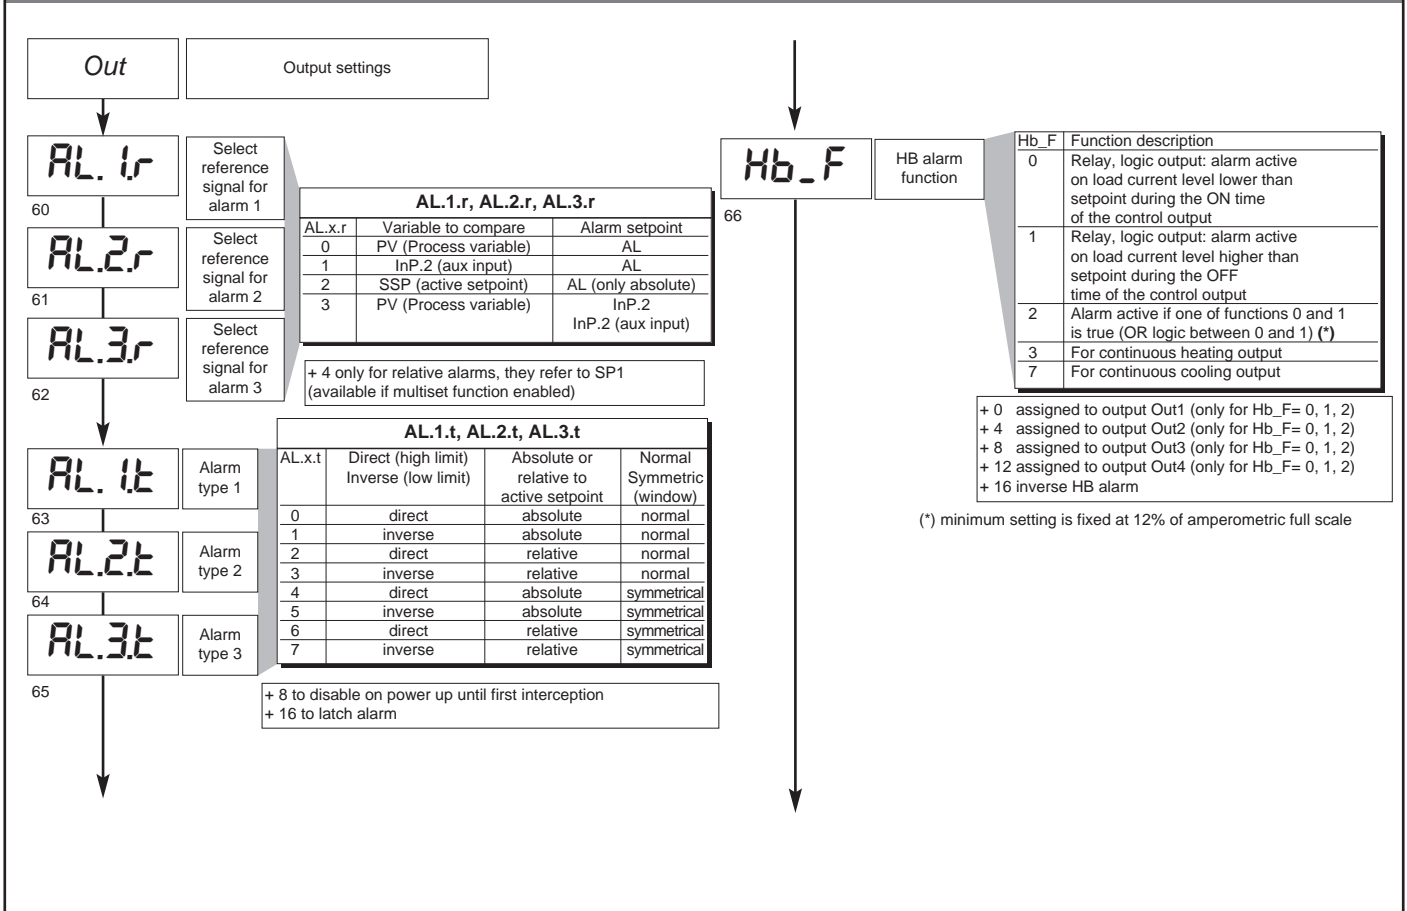 Out
Output settings
AL. 1.r
Select
reference
signal for
alarm 1
60
AL.2.r
Select
reference
signal for
alarm 2
61
AL.3.r
Select
reference
signal for
alarm 3
62
AL.1.r, AL.2.r, AL.3.r
AL.x.r Variable to compare Alarm setpoint
0 PV (Process variable) AL
1 InP.2 (aux input) AL
2 SSP (active setpoint) AL (only absolute)
3 PV (Process variable) InP.2
InP.2 (aux input)
+ 4 only for relative alarms, they refer to SP1
(available if multiset function enabled)
AL. 1.t
Alarm
type 1
63
AL.2.t
Alarm
type 2
64
AL.3.t
Alarm
type 3
65
AL.1.t, AL.2.t, AL.3.t
AL.x.t Direct (high limit) Absolute or Normal
Inverse (low limit) relative to Symmetric
active setpoint (window)
0 direct absolute normal
1 inverse absolute normal
2 direct relative normal
3 inverse relative normal
4 direct absolute symmetrical
5 inverse absolute symmetrical
6 direct relative symmetrical
7 inverse relative symmetrical
+ 8 to disable on power up until first interception
+ 16 to latch alarm
Hb_F
HB alarm
function
66
Hb_F Function description
0 Relay, logic output: alarm active
on load current level lower than
setpoint during the ON time
of the control output
1 Relay, logic output: alarm active
on load current level higher than
setpoint during the OFF
time of the control output
2 Alarm active if one of functions 0 and 1
is true (OR logic between 0 and 1) (*)
3 For continuous heating output
7 For continuous cooling output
+ 0 assigned to output Out1 (only for Hb_F= 0, 1, 2)
+ 4 assigned to output Out2 (only for Hb_F= 0, 1, 2)
+ 8 assigned to output Out3 (only for Hb_F= 0, 1, 2)
+ 12 assigned to output Out4 (only for Hb_F= 0, 1, 2)
+ 16 inverse HB alarm
(*) minimum setting is fixed at 12% of amperometric full scale